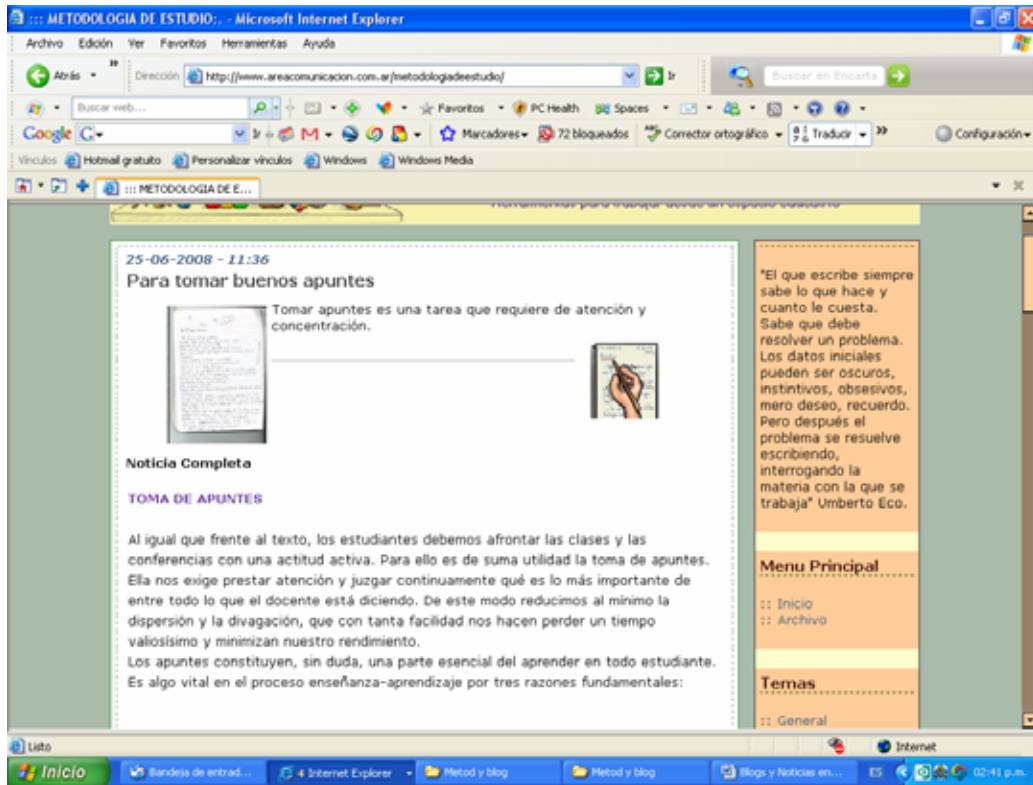 ::: METODOLOGIA DE ESTUDIO:. - Microsoft Internet Explorer
Archivo Edición Ver Favoritos Herramientas Ayuda
Atrás Dirección http://www.areacomunicacion.com.ar/metodologiadeestudio/ Ir Buscar en Encarta
Buscar web... Favoritos PC Health Spaces
Google Ir Marcadores 72 bloqueados Corrector ortográfico Traducir Configuración
Vínculos Hotmail gratuito Personalizar vínculos Windows Windows Media
::: METODOLOGIA DE E...
Herramientas para trabajar desde un espacio educativo
25-06-2008 - 11:36
Para tomar buenos apuntes
Tomar apuntes es una tarea que requiere de atención y
concentración.
Noticia Completa
TOMA DE APUNTES
Al igual que frente al texto, los estudiantes debemos afrontar las clases y las
conferencias con una actitud activa. Para ello es de suma utilidad la toma de apuntes.
Ella nos exige prestar atención y juzgar continuamente qué es lo más importante de
entre todo lo que el docente está diciendo. De este modo reducimos al mínimo la
dispersión y la divagación, que con tanta facilidad nos hacen perder un tiempo
valiosísimo y minimizan nuestro rendimiento.
Los apuntes constituyen, sin duda, una parte esencial del aprender en todo estudiante.
Es algo vital en el proceso enseñanza-aprendizaje por tres razones fundamentales:
"El que escribe siempre
sabe lo que hace y
cuanto le cuesta.
Sabe que debe
resolver un problema.
Los datos iniciales
pueden ser oscuros,
instintivos, obsesivos,
mero deseo, recuerdo.
Pero después el
problema se resuelve
escribiendo,
interrogando la
materia con la que se
trabaja" Umberto Eco.
Menu Principal
:: Inicio
:: Archivo
Temas
:: General
Listo Internet
Inicio Bandeja de entrad... 4 Internet Explorer Metod y blog Metod y blog Blogs y Noticias en... ES 02:41 p.m.